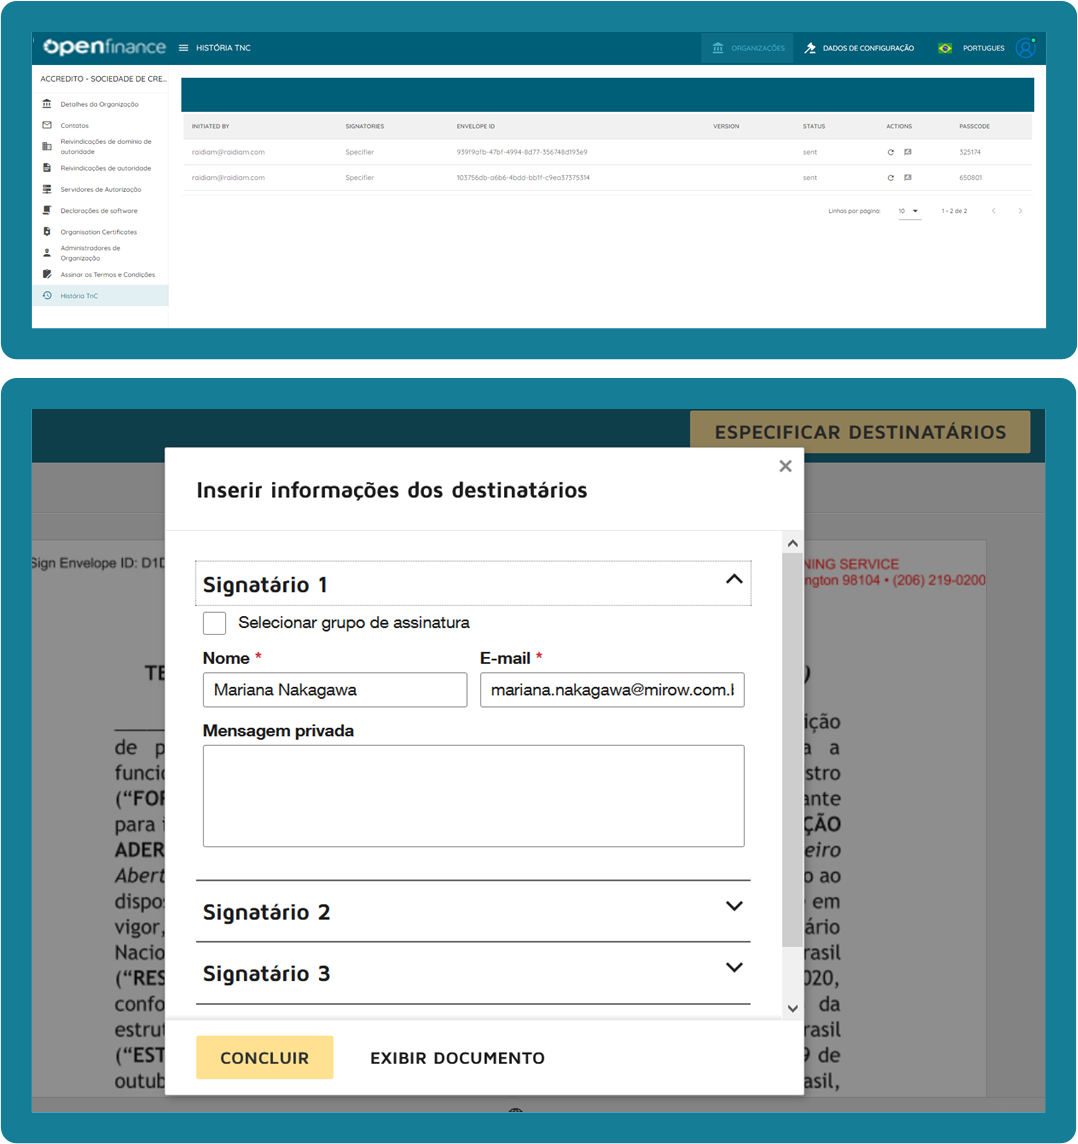 openfinance
HISTÓRIA TNC
ORGANIZAÇÕES
DADOS DE CONFIGURAÇÃO
PORTUGUES
ACCREDITO - SOCIEDADE DE CRE...
Detalhes da Organização
Contatos
Reivindicações de domínio de
autoridade
Reivindicações de autoridade
Servidores de Autorização
Declarações de software
Organisation Certificates
Administradores de
Organização
Assinar os Termos e Condições
História TnC
INITIATED BY SIGNATORIES ENVELOPE ID VERSION STATUS ACTIONS PASSCODE
raidiam@raidiam.com Specifier 939f9afb-47bf-4994-8d77-356748d193e9 sent 325174
raidiam@raidiam.com Specifier 103756db-a6b6-4bdd-bb1f-c9ea37375314 sent 650801
Linhas por página: 10 1 - 2 de 2
ESPECIFICAR DESTINATÁRIOS
Inserir informações dos destinatários
Sign Envelope ID: D1D
NING SERVICE
ngton 98104 • (206) 219-0200
Signatário 1
Selecionar grupo de assinatura
Nome *
E-mail *
Mariana Nakagawa
mariana.nakagawa@mirow.com.b
Mensagem privada
TE )
ição
de p a a
funcio stro
(“FOR ante
para i ÇÃO
ADER eiro
Abert o ao
dispos em
vigor, ário
Nacio rasil
(“RES 020,
confo da
estrut rasil
(“EST 9 de
outub asil,
Signatário 2
Signatário 3
CONCLUIR
EXIBIR DOCUMENTO